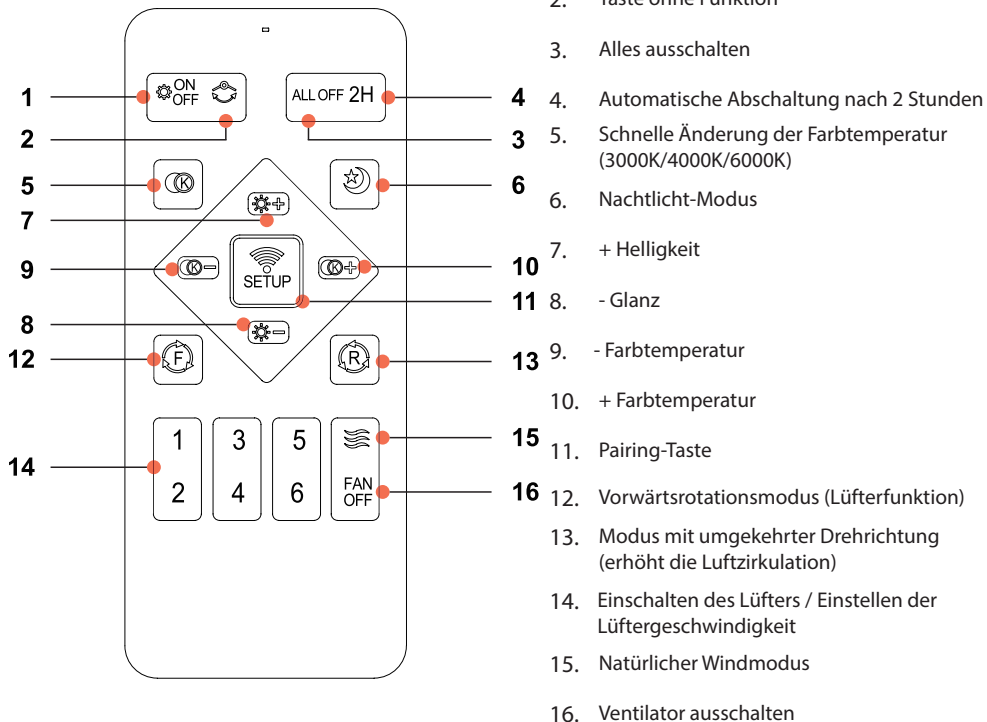 1
2
5
7
9
8
12
14
ON
OFF
ALL OFF 2H
K
K
SETUP
K
F
R
1
2
3
4
5
6
FAN
OFF
4
3
6
10
11
13
15
16
3. Alles ausschalten
4. Automatische Abschaltung nach 2 Stunden
5. Schnelle Änderung der Farbtemperatur
(3000K/4000K/6000K)
6. Nachtlicht-Modus
7. + Helligkeit
8. - Glanz
9. - Farbtemperatur
10. + Farbtemperatur
11. Pairing-Taste
12. Vorwärtsrotationsmodus (Lüfterfunktion)
13. Modus mit umgekehrter Drehrichtung
(erhöht die Luftzirkulation)
14. Einschalten des Lüfters / Einstellen der
Lüftergeschwindigkeit
15. Natürlicher Windmodus
16. Ventilator ausschalten